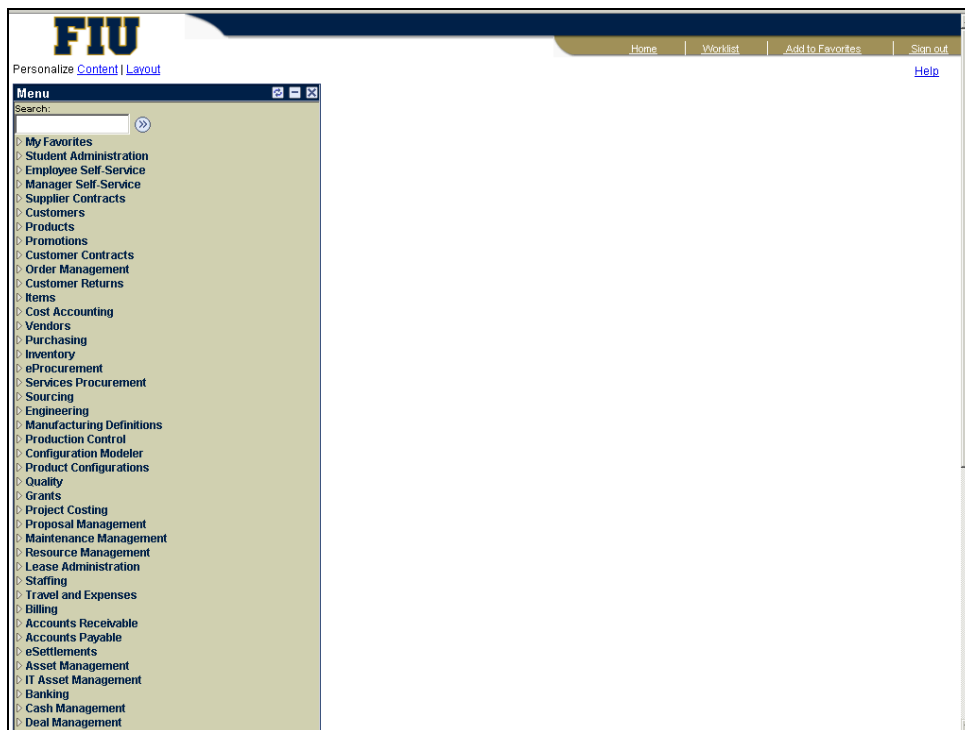 FIU
Home Worklist Add to Favorites Sign out
Personalize Content | Layout
Help
Menu
Search:
My Favorites
Student Administration
Employee Self-Service
Manager Self-Service
Supplier Contracts
Customers
Products
Promotions
Customer Contracts
Order Management
Customer Returns
Items
Cost Accounting
Vendors
Purchasing
Inventory
eProcurement
Services Procurement
Sourcing
Engineering
Manufacturing Definitions
Production Control
Configuration Modeler
Product Configurations
Quality
Grants
Project Costing
Proposal Management
Maintenance Management
Resource Management
Lease Administration
Staffing
Travel and Expenses
Billing
Accounts Receivable
Accounts Payable
eSettlements
Asset Management
IT Asset Management
Banking
Cash Management
Deal Management